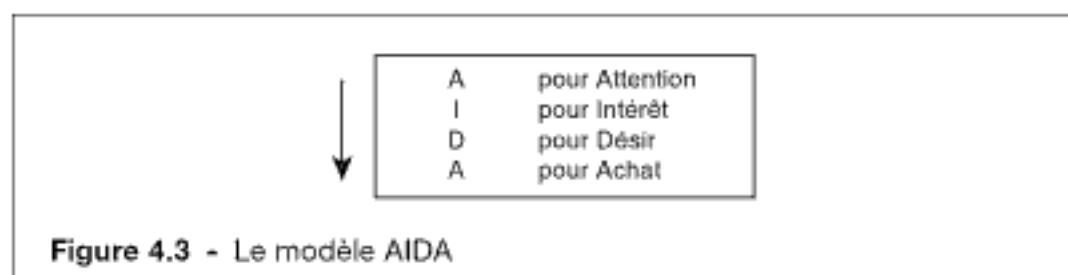 A pour Attention
I pour Intérêt
D pour Désir
A pour Achat
Figure 4.3 - Le modèle AIDA